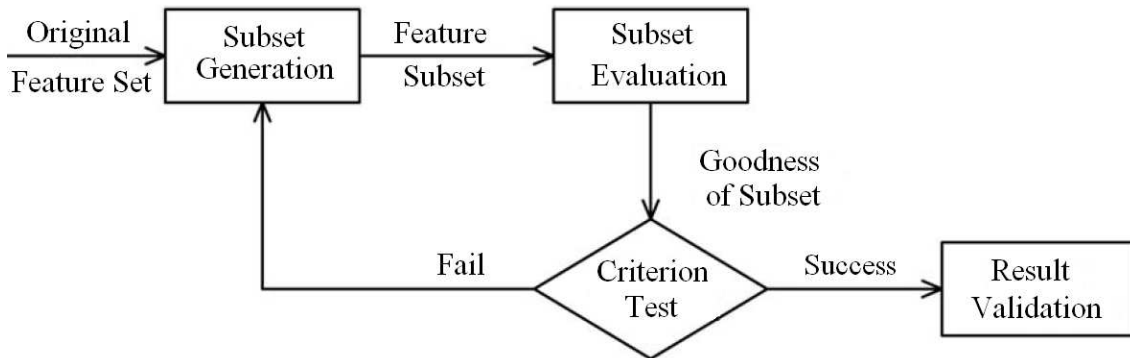 Original
Feature Set
Subset
Generation
Feature
Subset
Subset
Evaluation
Goodness
of Subset
Fail
Criterion
Test
Success
Result
Validation